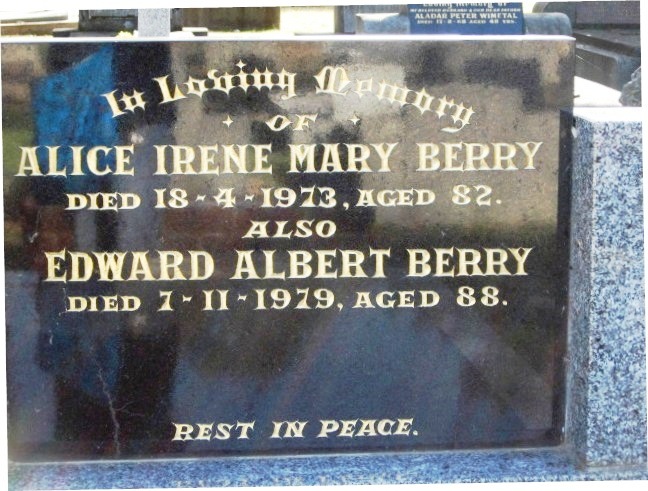 ALADAR PETER WINETAL
In Loving Memory
OF
ALICE IRENE MARY BERRY
DIED 18-4-1973, AGED 82.
ALSO
EDWARD ALBERT BERRY
DIED 7-11-1979, AGED 88.
REST IN PEACE.